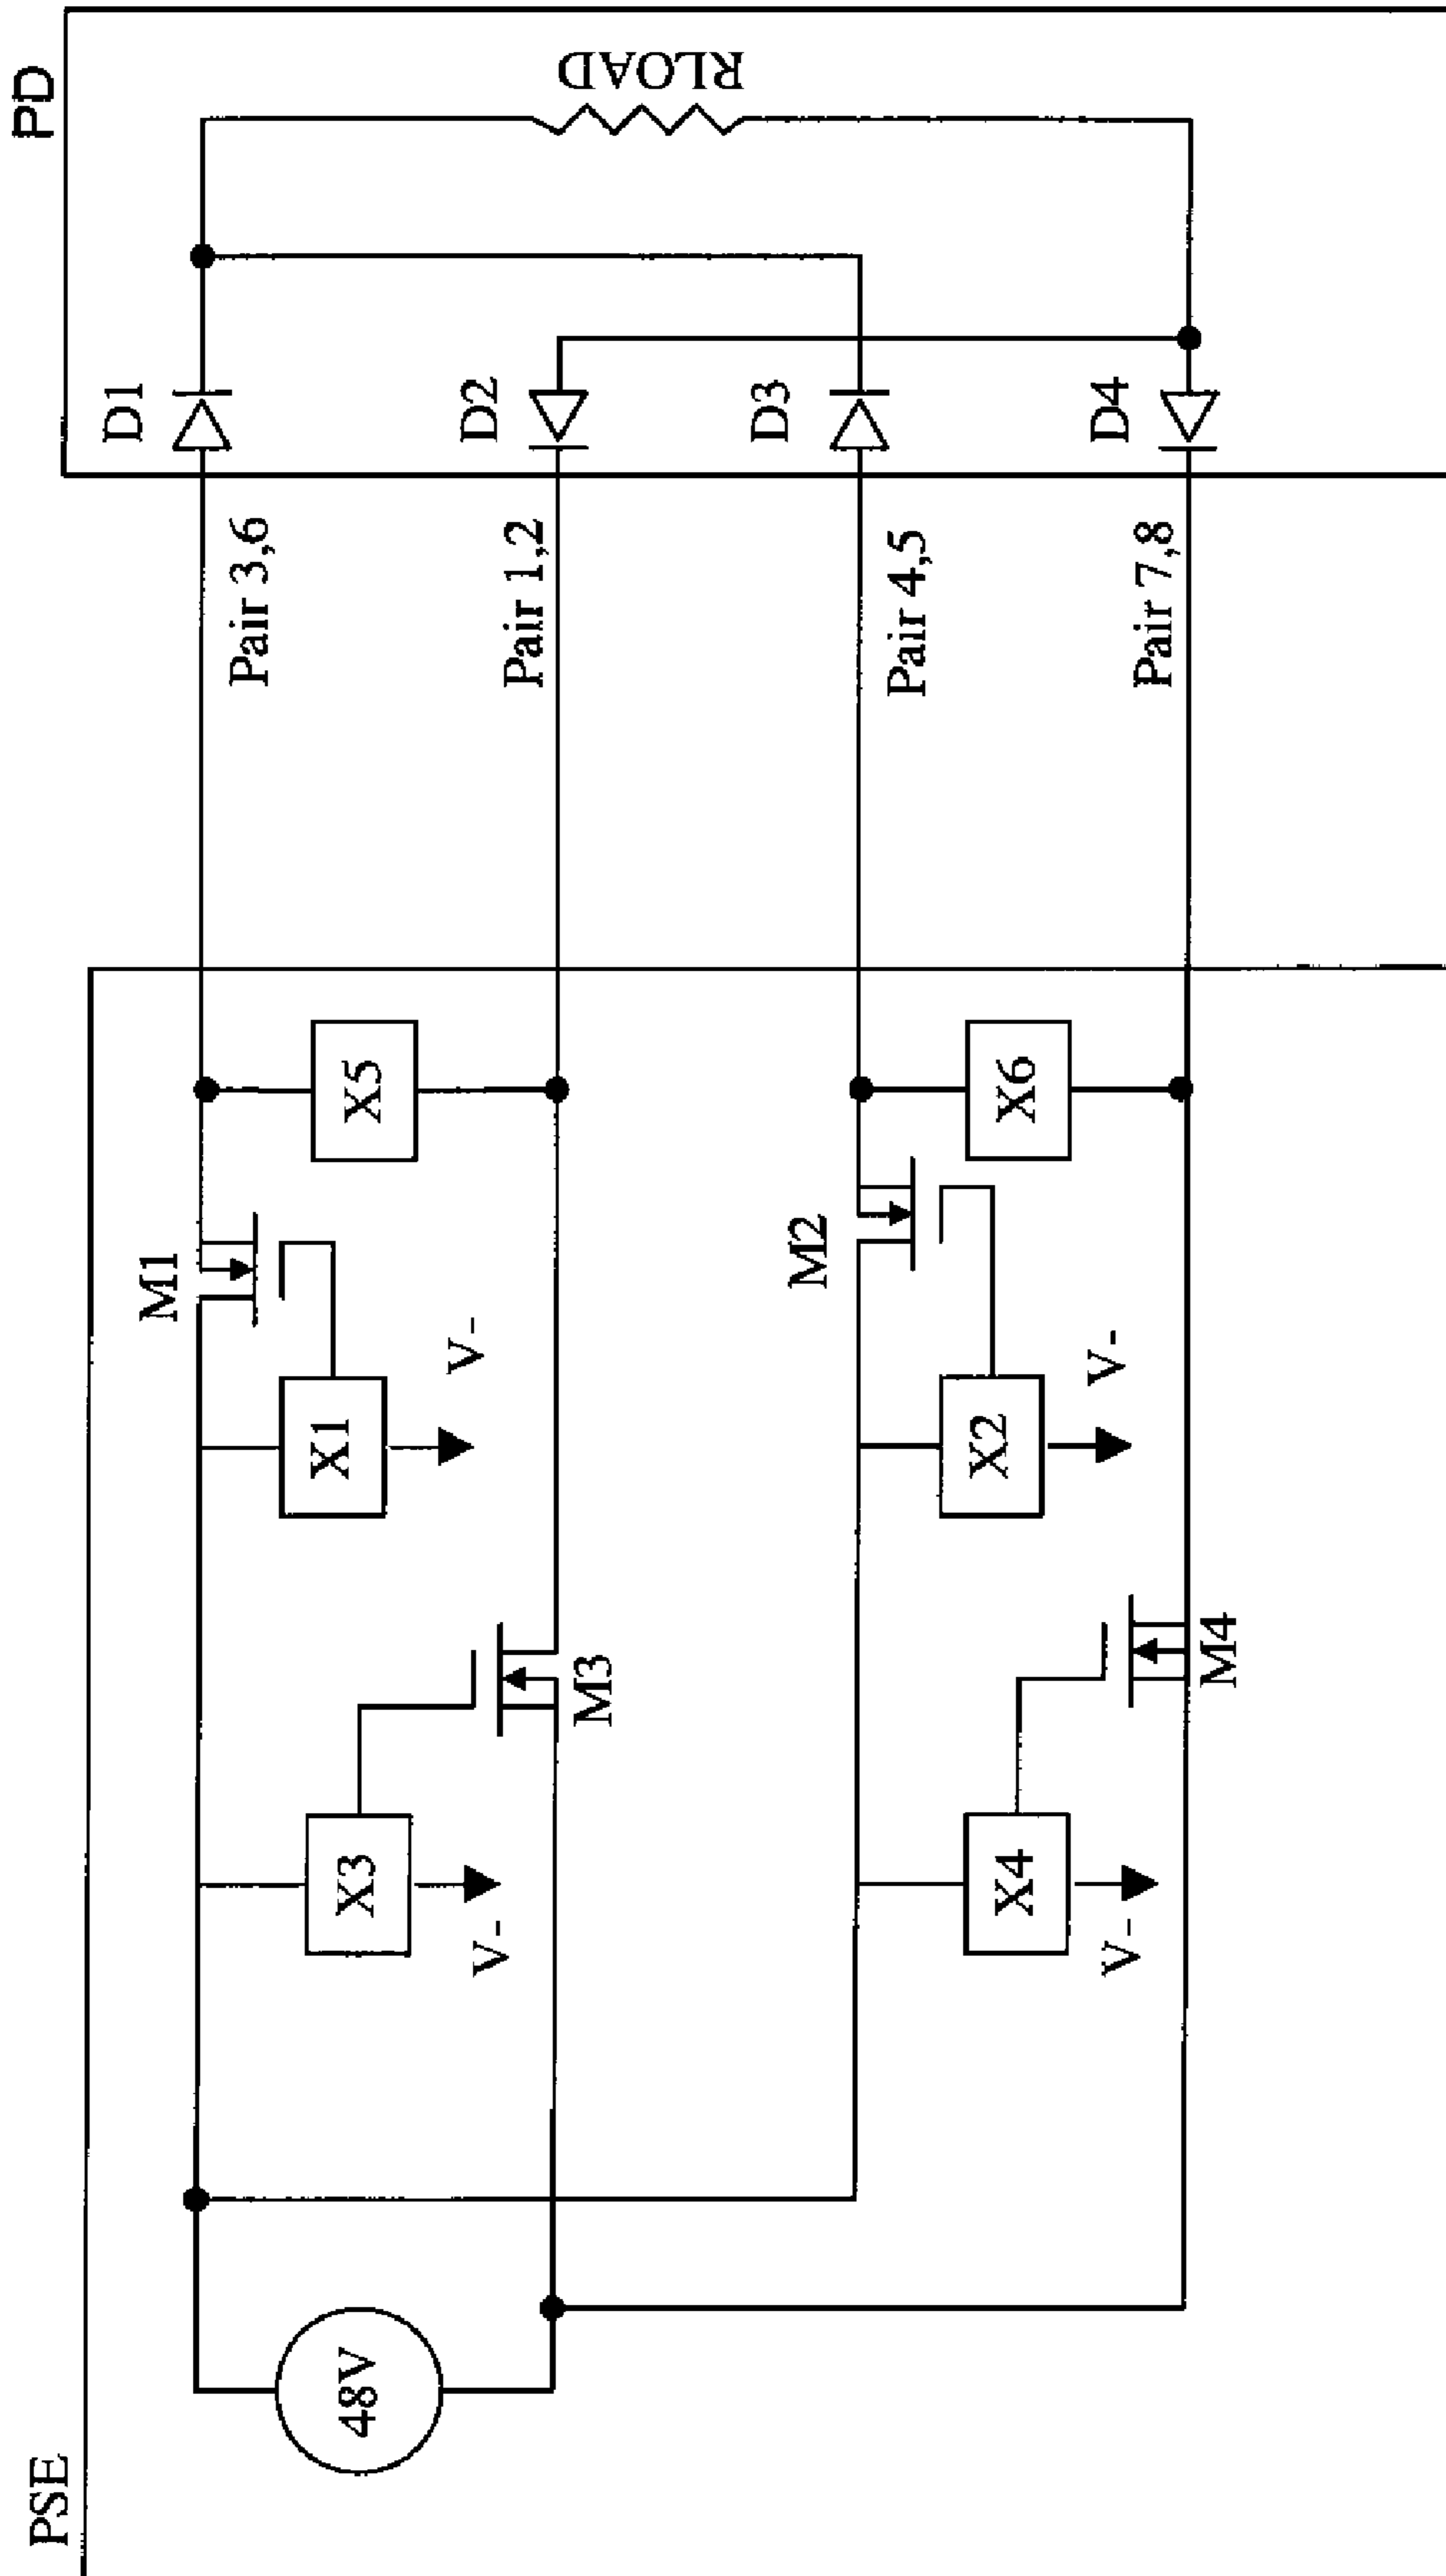 PSE
PD
48V
X3
V-
M3
X1
V-
M1
X5
Pair 3,6
Pair 1,2
D1
D2
RLOAD
X4
V-
M4
X2
V-
M2
X6
Pair 4,5
Pair 7,8
D3
D4